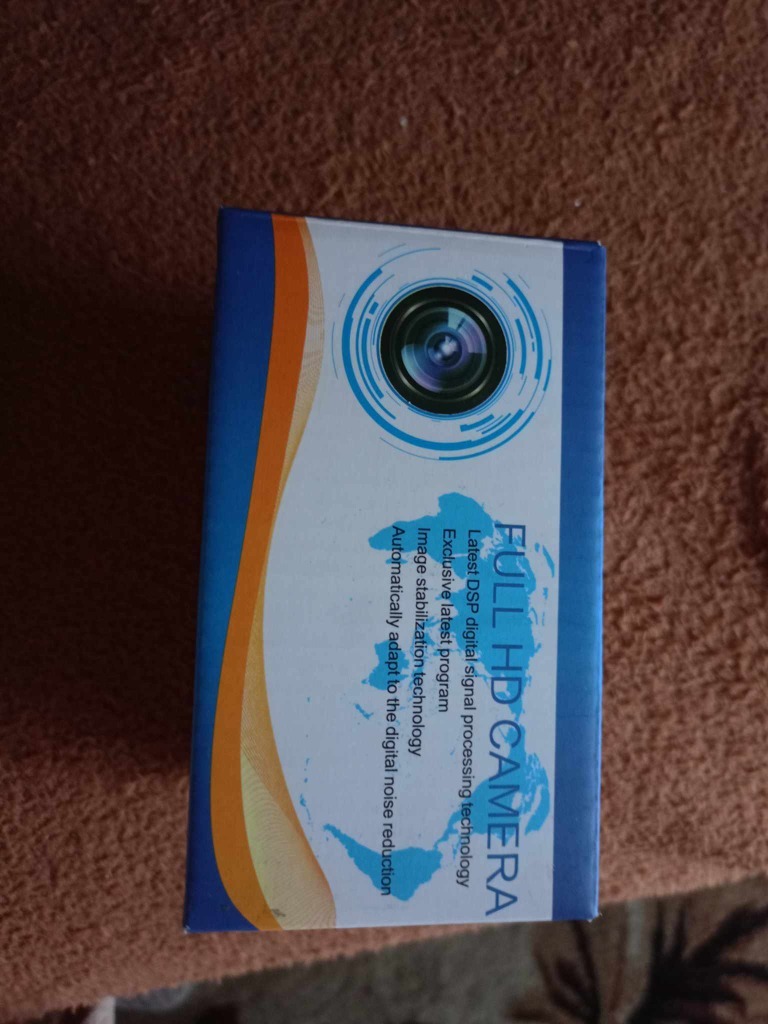 FULL HD CAMERA
Latest DSP digital signal processing technology
Exclusive latest program
Image stabilization technology
Automatically adapt to the digital noise reduction